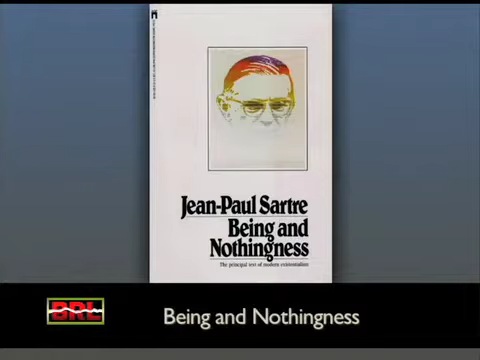 Jean-Paul Sartre
Being and
Nothingness
The principal text of modern existentialism
BRL
Being and Nothingness